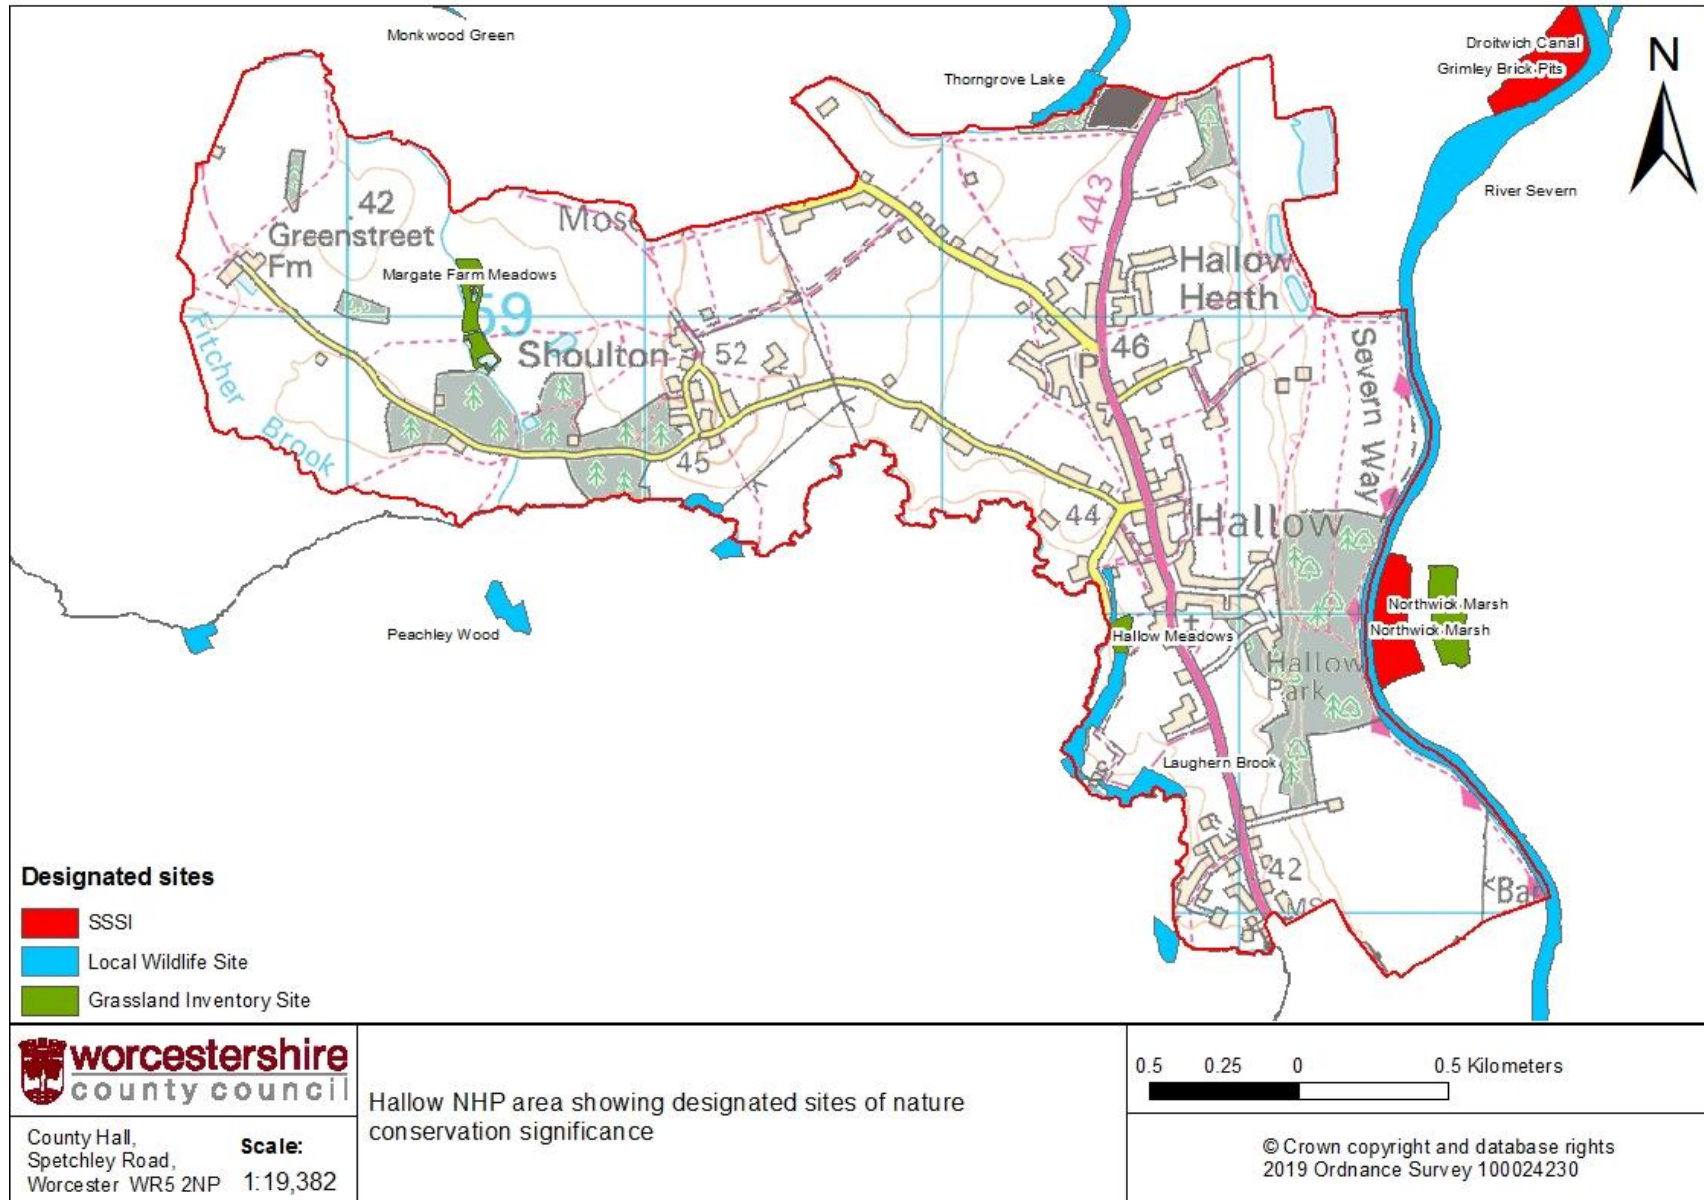 Monkwood Green
Droitwich Canal
Grimley Brick Pits
N
Thorngrove Lake
River Severn
A 443
42
Greenstreet
Fm
Margate Farm Meadows
59
Hallow
Heath
Fitcher
Brook
Shoulton
52
46
P
Severn Way
45
44
Hallow
Northwick Marsh
Northwick Marsh
Peachley Wood
Hallow Meadows
Hallow
Park
Laughern Brook
42
MS
Designated sites
SSSI
Local Wildlife Site
Grassland Inventory Site
worcestershire
county council
County Hall,
Spetchley Road,
Worcester WR5 2NP
Scale:
1:19,382
Hallow NHP area showing designated sites of nature
conservation significance
0.5 0.25 0 0.5 Kilometers
© Crown copyright and database rights
2019 Ordnance Survey 100024230